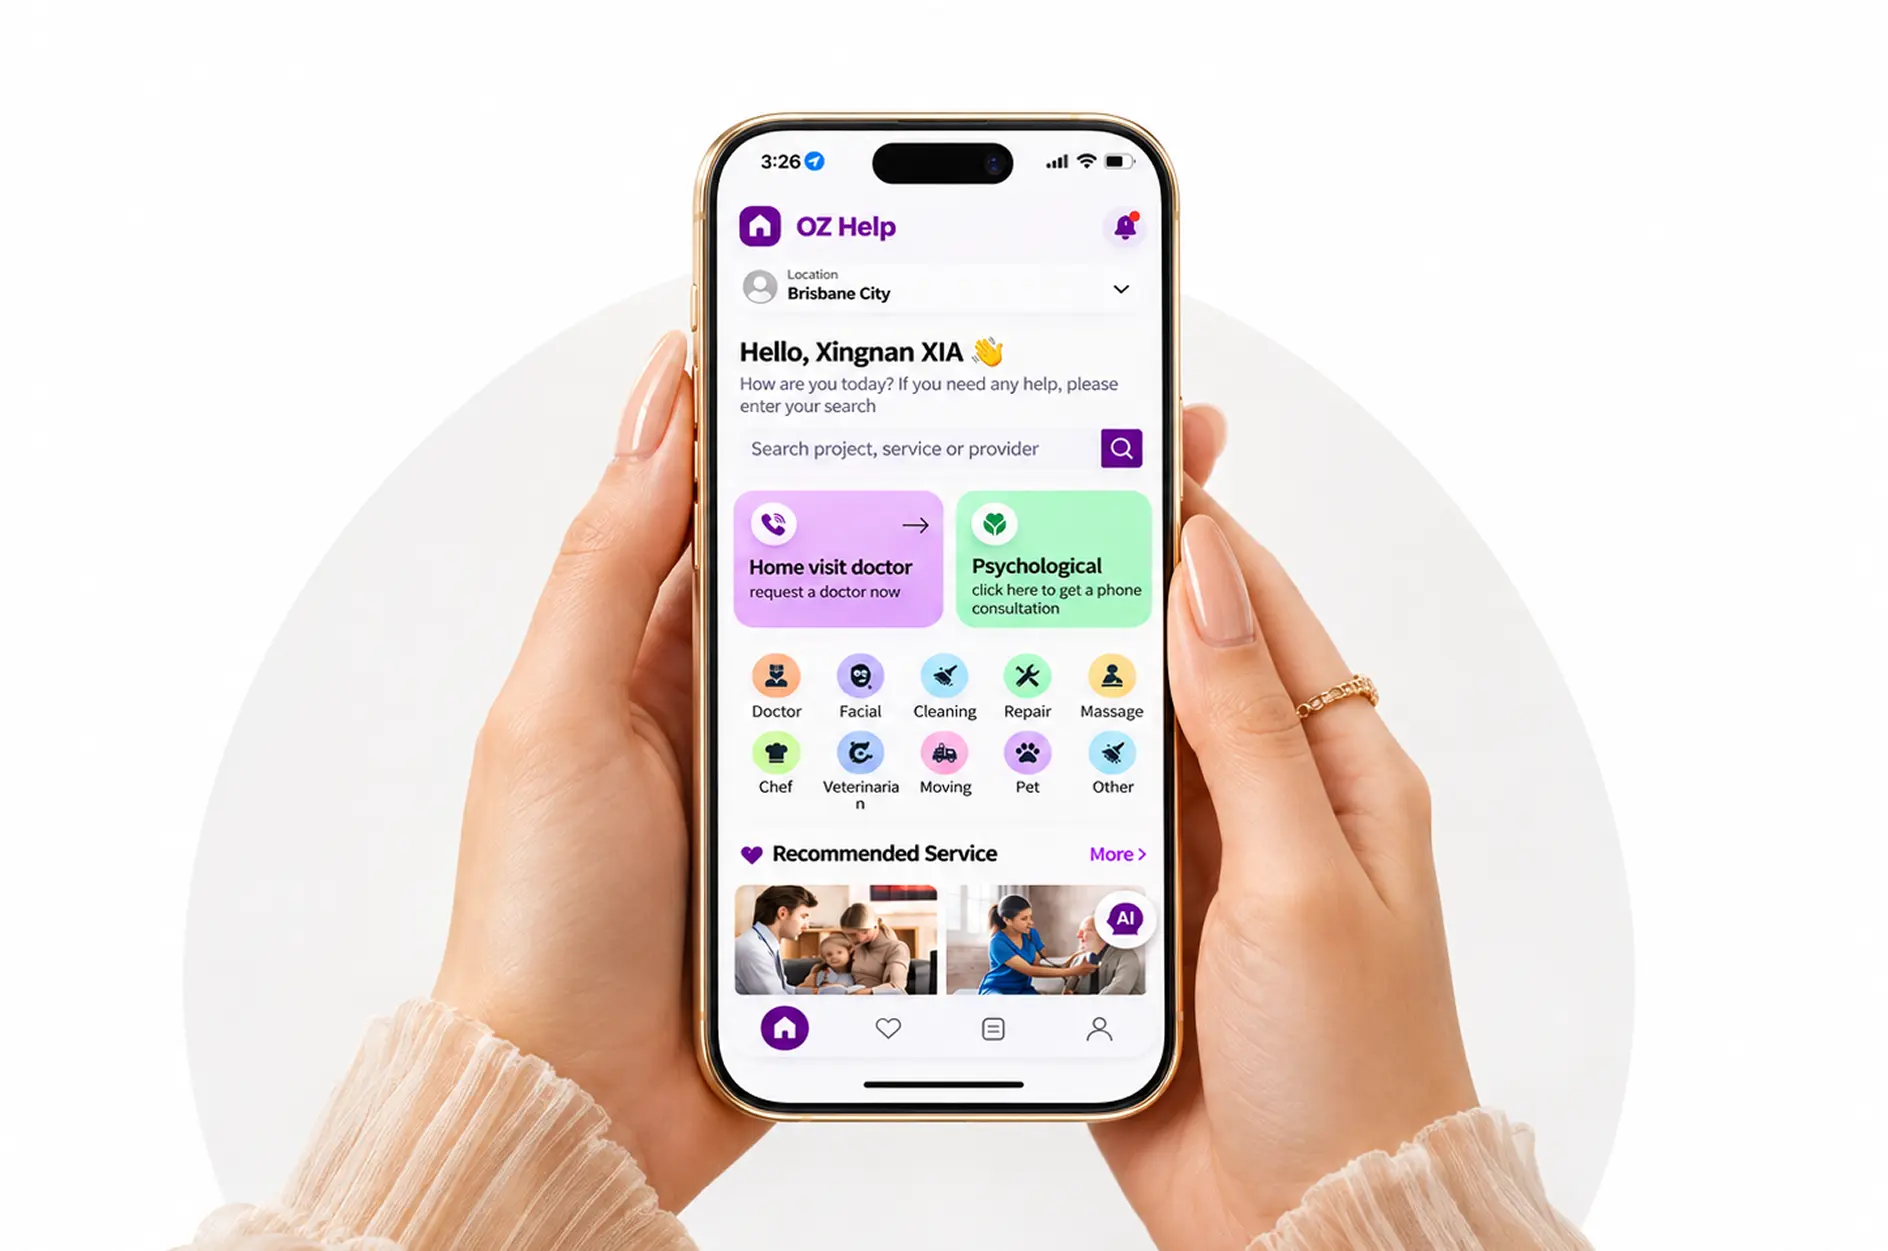 3:26
OZ Help
Location
Brisbane City
Hello, Xingnan XIA 👋
How are you today? If you need any help, please
enter your search
Search project, service or provider
Home visit doctor
request a doctor now
Psychological
click here to get a phone
consultation
Doctor
Facial
Cleaning
Repair
Massage
Chef
Veterinaria
n
Moving
Pet
Other
Recommended Service
More >
AI